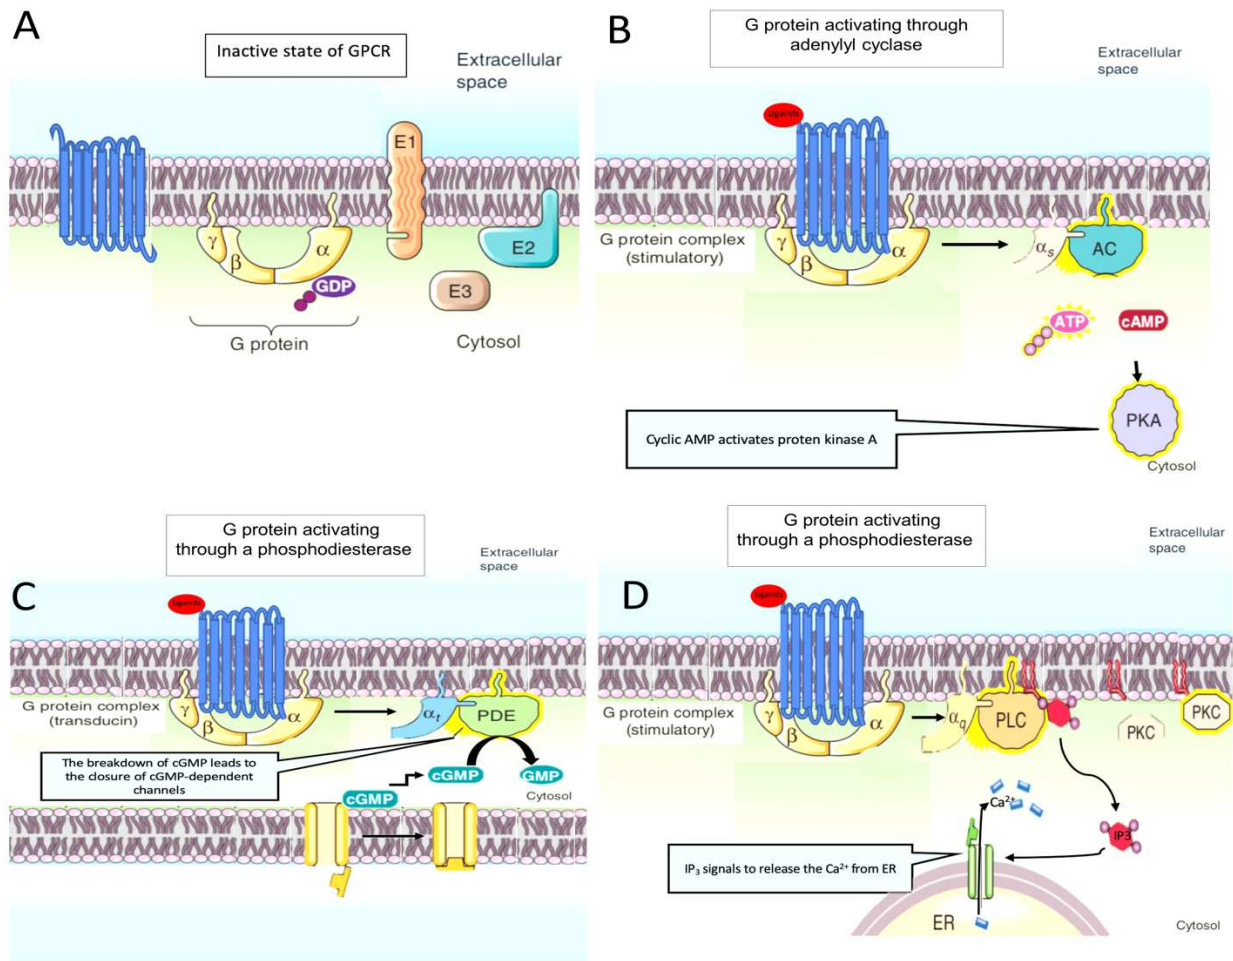 A
Inactive state of GPCR
Extracellular
space
E1
γ
β
α
E2
GDP
E3
G protein
Cytosol
B
G protein activating through
adenylyl cyclase
Extracellular
space
Ligands
G protein complex
(stimulatory)
γ
β
α
αs
AC
ATP
cAMP
PKA
Cyclic AMP activates proten kinase A
Cytosol
C
G protein activating
through a phosphodiesterase
Extracellular
space
Ligands
G protein complex
(transducin)
γ
β
α
αt
PDE
The breakdown of cGMP leads to
the closure of cGMP-dependent
channels
cGMP
GMP
Cytosol
cGMP
D
G protein activating
through a phosphodiesterase
Extracellular
space
Ligands
G protein complex
(stimulatory)
γ
β
α
αq
PLC
PKC
PKC
Ca²⁺
IP3
IP₃ signals to release the Ca²⁺ from ER
ER
Cytosol